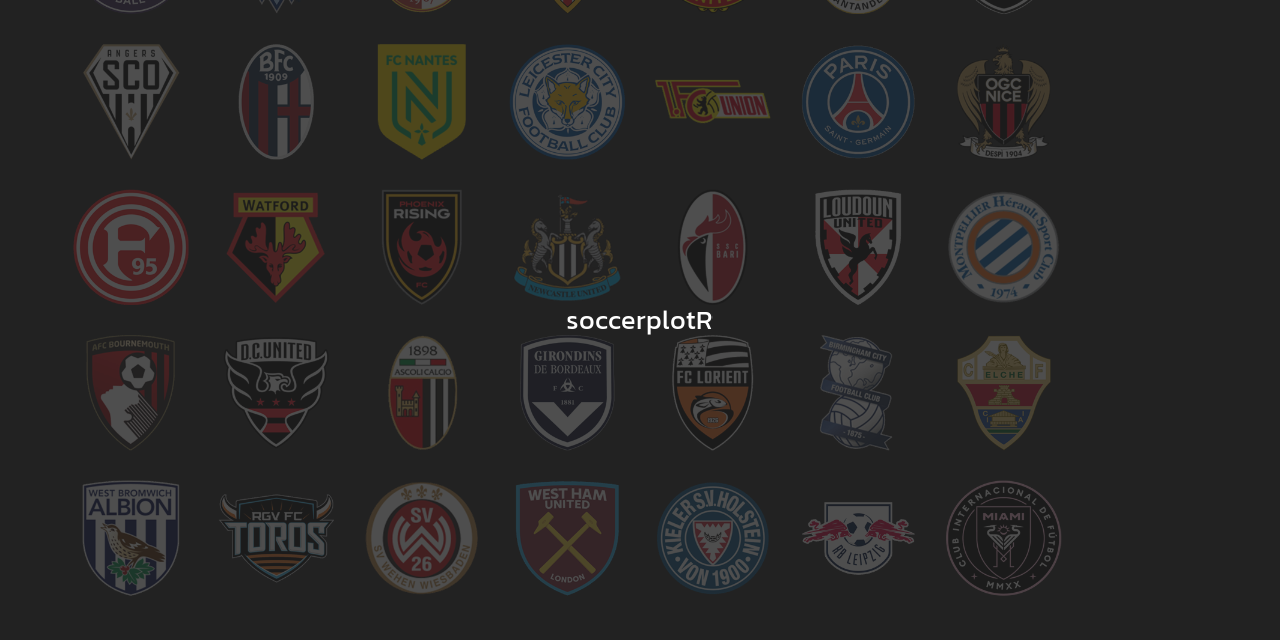 ANGERS
SCO
BFC
1909
FC NANTES
LEICESTER CITY
FOOTBALL CLUB
1.FC UNION
PARIS
SAINT-GERMAIN
OGC
NICE
DESPÍ 1904
F
95
WATFORD
PHOENIX
RISING
FC
NEWCASTLE UNITED
SSC
BARI
LOUDOUN
UNITED
Montpellier Hérault Sport Club
1974
soccerplotR
AFC BOURNEMOUTH
D.C.UNITED
1898
ASCOLI CALCIO
GIRONDINS
DE BORDEAUX
F C
FC LORIENT
BIRMINGHAM CITY
FOOTBALL CLUB
1875
C F
ELCHE
WEST BROMWICH
ALBION
RGV FC
TOROS
SV
26
SV WEHEN WIESBADEN
WEST HAM
UNITED
LONDON
KIELER S.V. HOLSTEIN
VON 1900
RB LEIPZIG
CLUB INTERNACIONAL DE FÚTBOL
MIAMI
MMXX